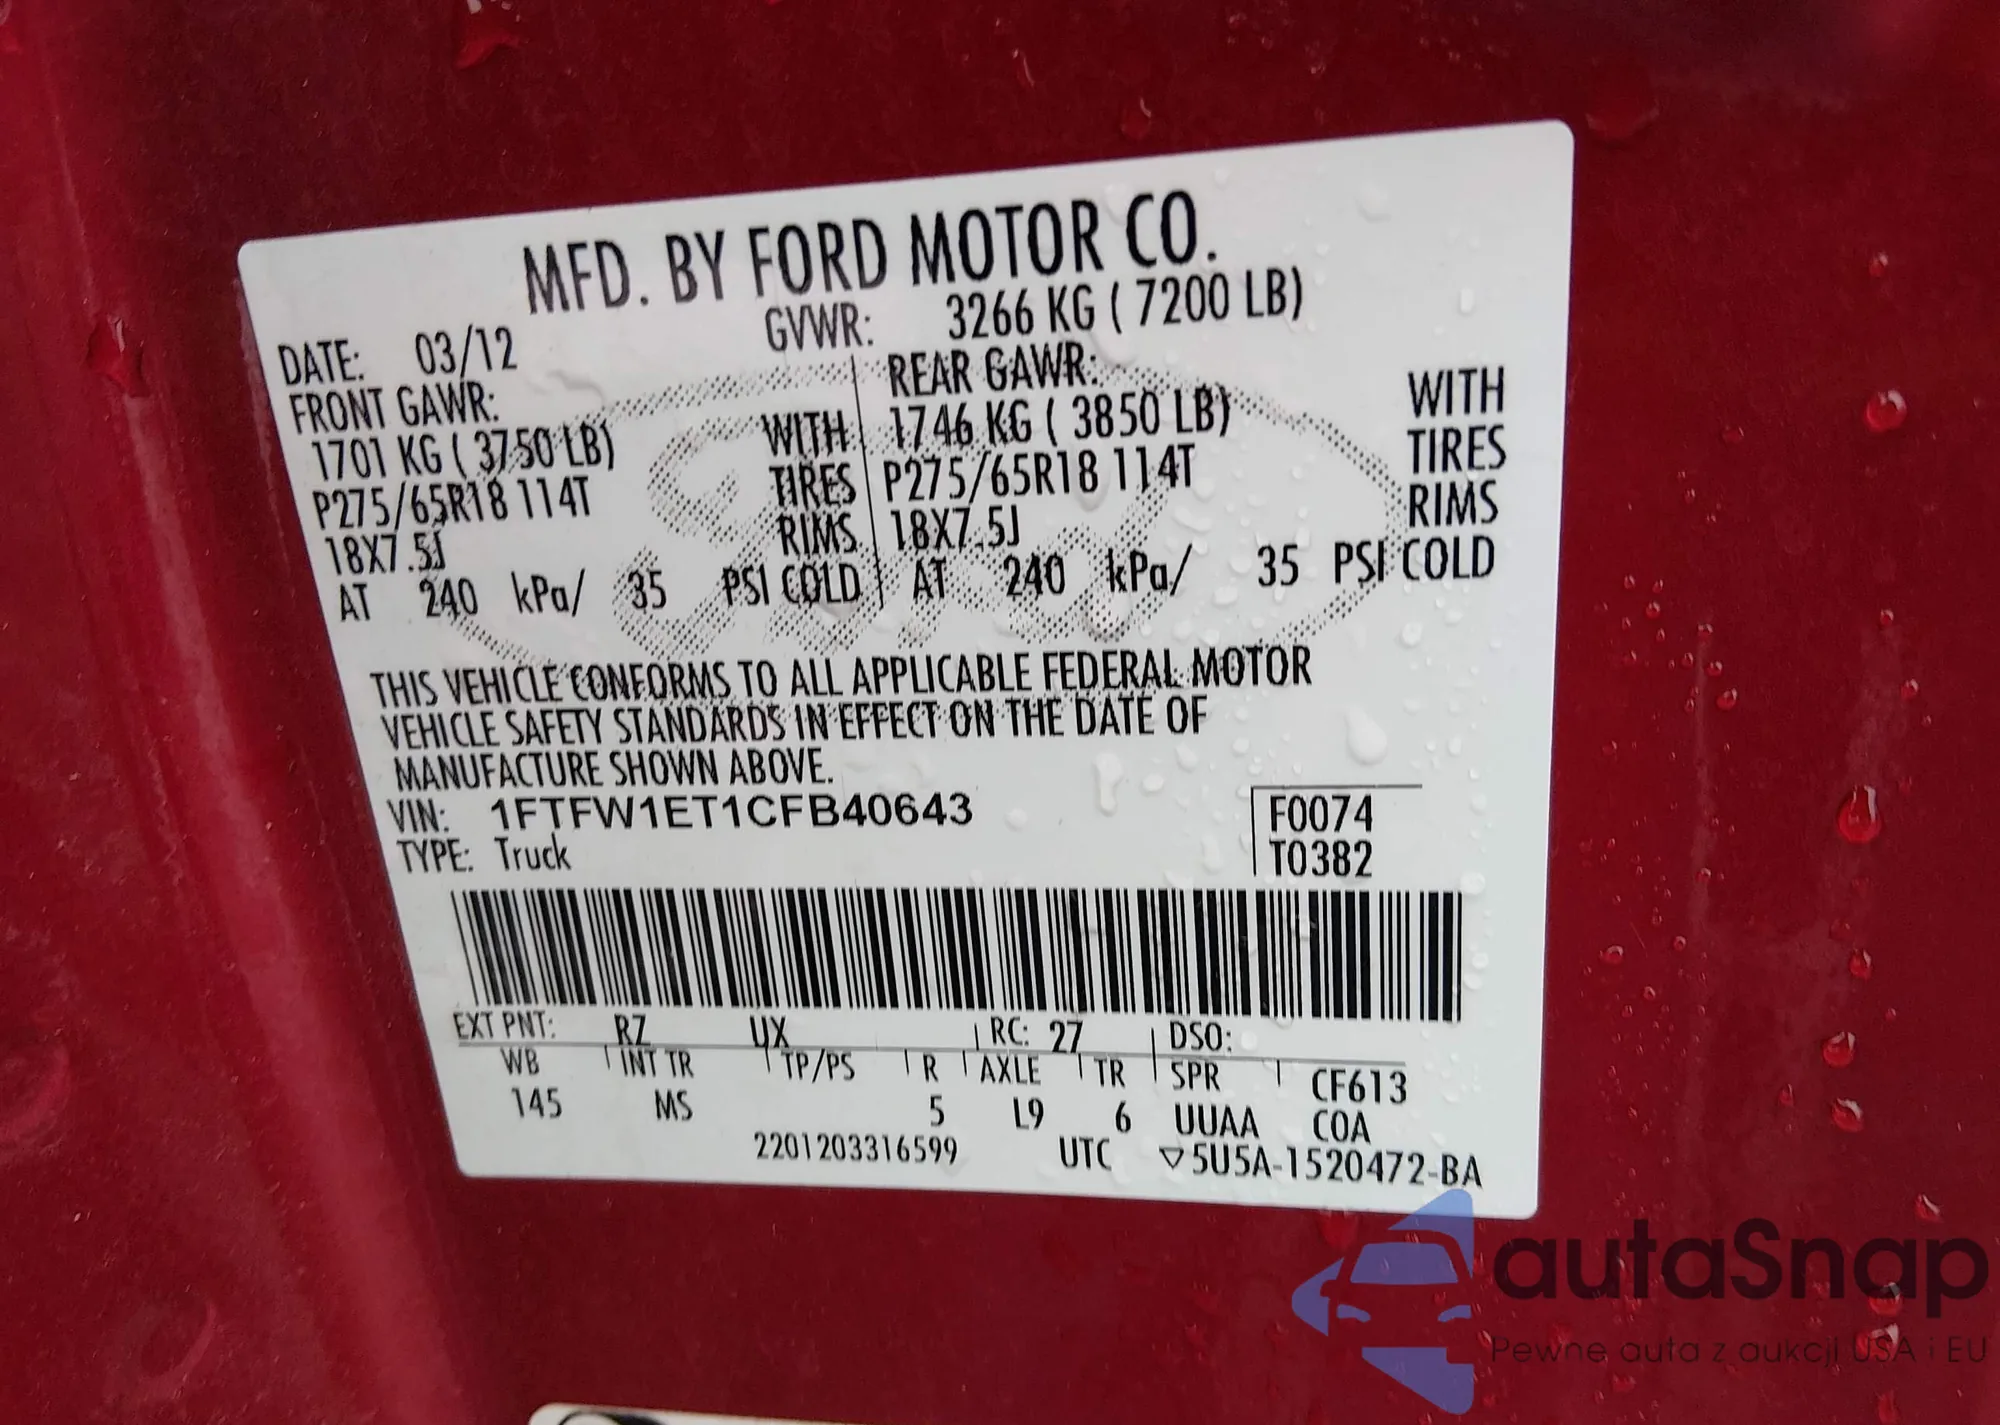 MFD. BY FORD MOTOR CO.
DATE: 03/12 GVWR: 3266 KG ( 7200 LB)
FRONT GAWR: REAR GAWR:
1701 KG ( 3750 LB) WITH 1746 KG ( 3850 LB) WITH
P275/65R18 114T TIRES P275/65R18 114T TIRES
18X7.5J RIMS 18X7.5J RIMS
AT 240 kPa/ 35 PSI COLD AT 240 kPa/ 35 PSI COLD
Ford
THIS VEHICLE CONFORMS TO ALL APPLICABLE FEDERAL MOTOR
VEHICLE SAFETY STANDARDS IN EFFECT ON THE DATE OF
MANUFACTURE SHOWN ABOVE.
VIN: 1FTFW1ET1CFB40643 F0074
TYPE: Truck T0382
EXT PNT: RZ UX RC: 27 DSO:
WB INT TR TP/PS R AXLE TR SPR CF613
145 MS 5 L9 6 UUAA COA
2201203316599 UTC ▽5U5A-1520472-BA
autaSnap
Pewne auta z aukcji USA i EU